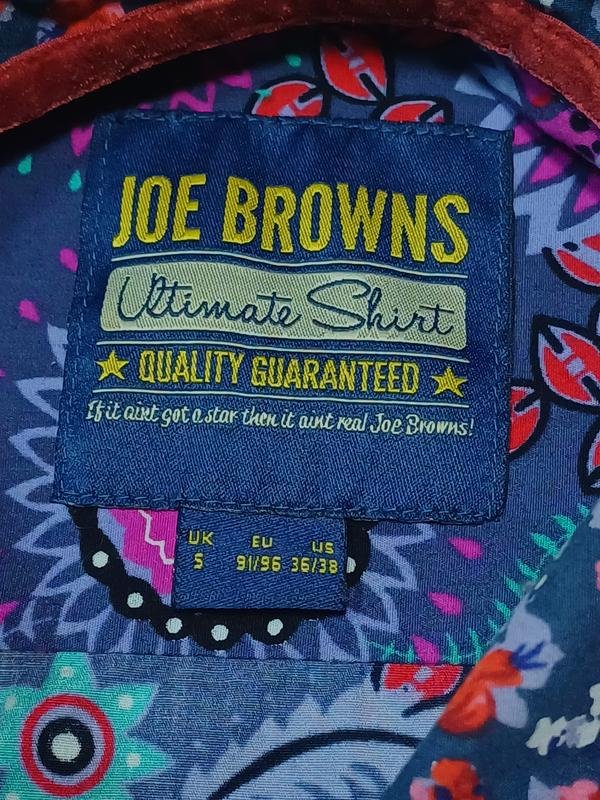 JOE BROWNS
Ultimate Shirt
QUALITY GUARANTEED
If it aint got a star then it aint real Joe Browns!
UK EU US
S 91/96 36/38